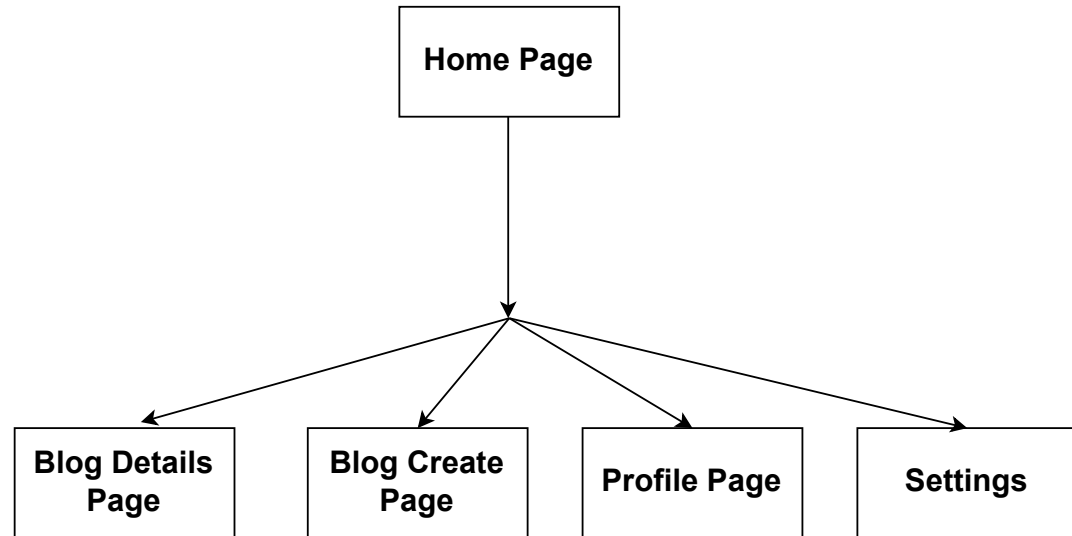 Home Page
Blog Details
Page
Blog Create
Page
Profile Page
Settings